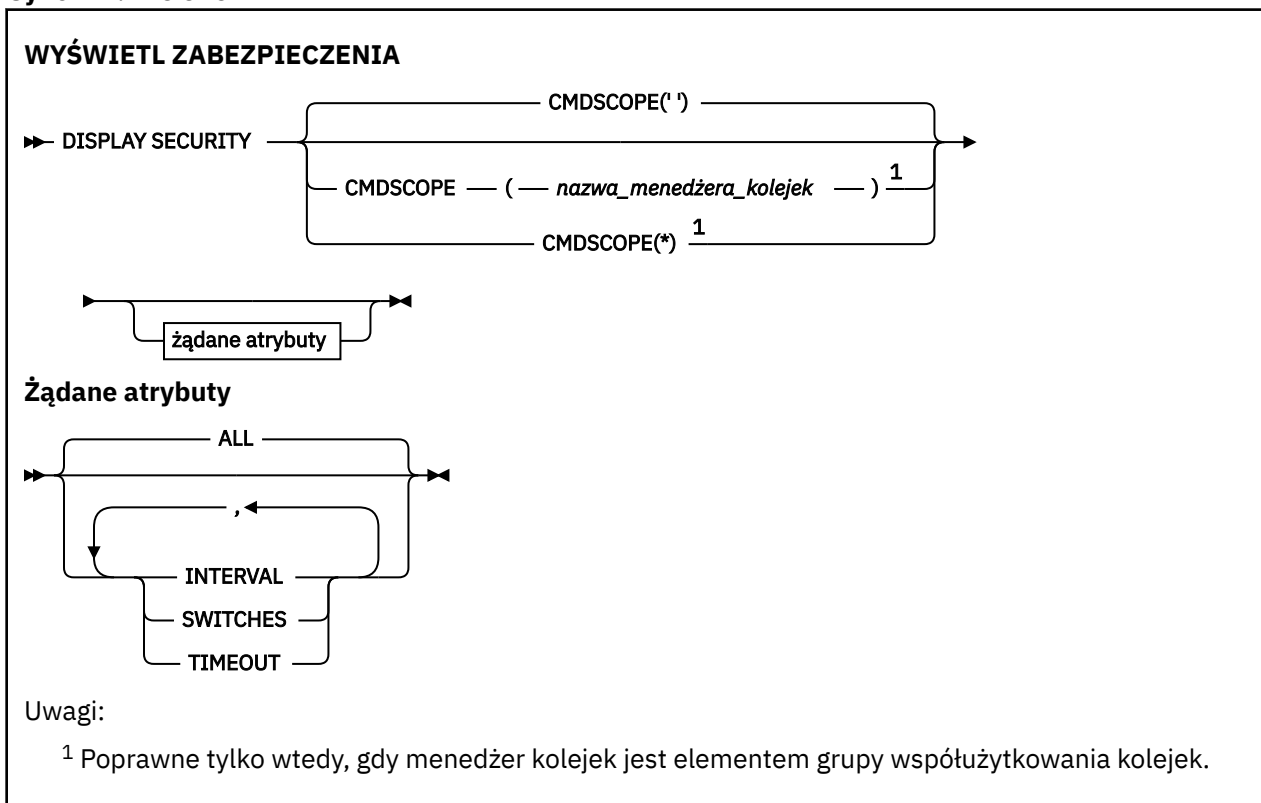 WYŚWIETL ZABEZPIECZENIA
CMDSCOPE(' ')
DISPLAY SECURITY
CMDSCOPE ( nazwa_menedżera_kolejek ) 1
CMDSCOPE(*) 1
żądane atrybuty
Żądane atrybuty
ALL
,
INTERVAL
SWITCHES
TIMEOUT
Uwagi:
1 Poprawne tylko wtedy, gdy menedżer kolejek jest elementem grupy współużytkowania kolejek.